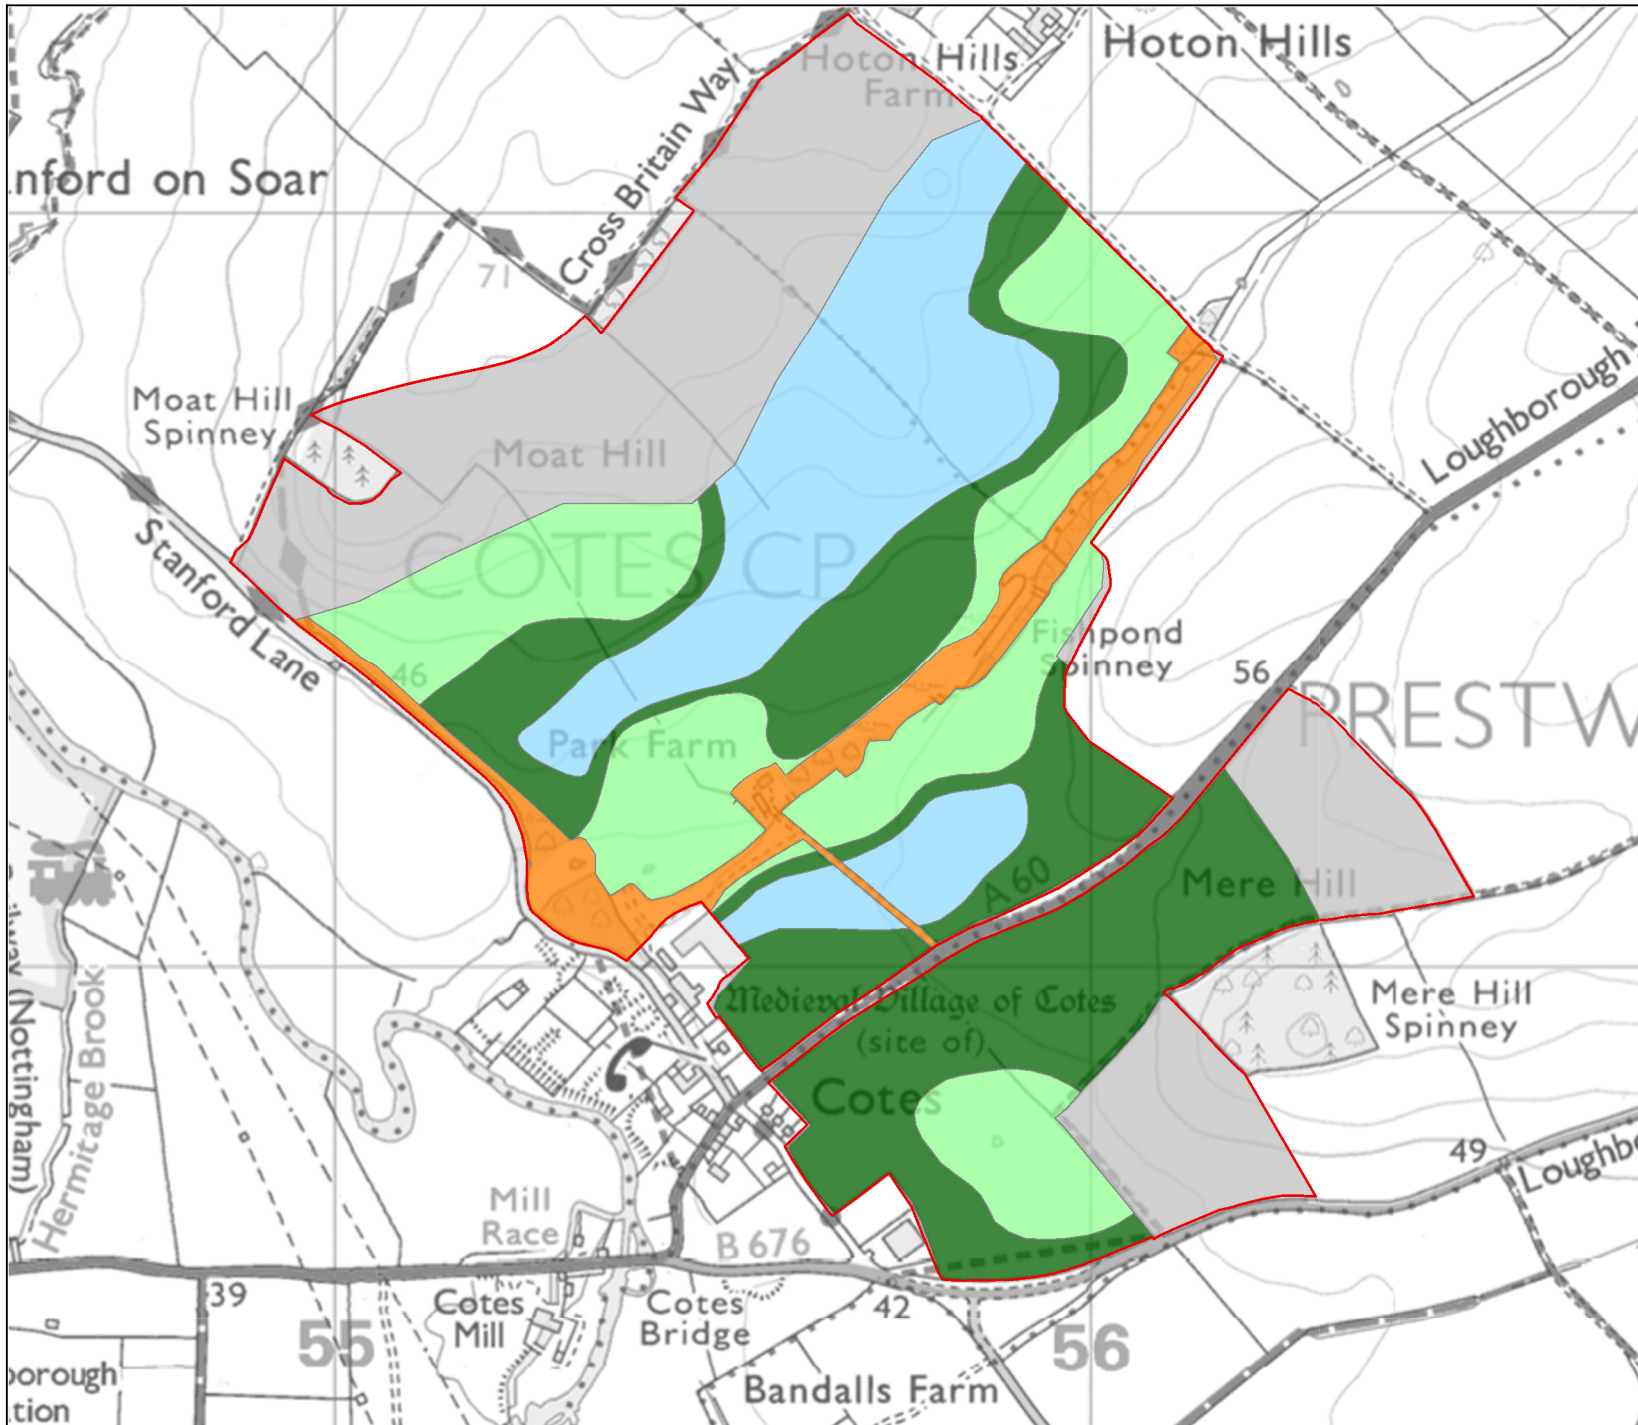 Hoton Hills
Farm
Hoton Hills
nford on Soar
Cross Britain Way
71
Moat Hill
Spinney
Moat Hill
Loughborough
Stanford Lane
COTES CP
46
Fishpond
Spinney
56
PRESTW
Park Farm
A 60
Mere Hill
Medieval Village of Cotes
(site of)
Mere Hill
Spinney
Cotes
lway (Nottingham)
Hermitage Brook
49
Loughbo
Mill
Race
B 676
39
Cotes
Mill
Cotes
Bridge
42
55
56
borough
tion
Bandalls Farm